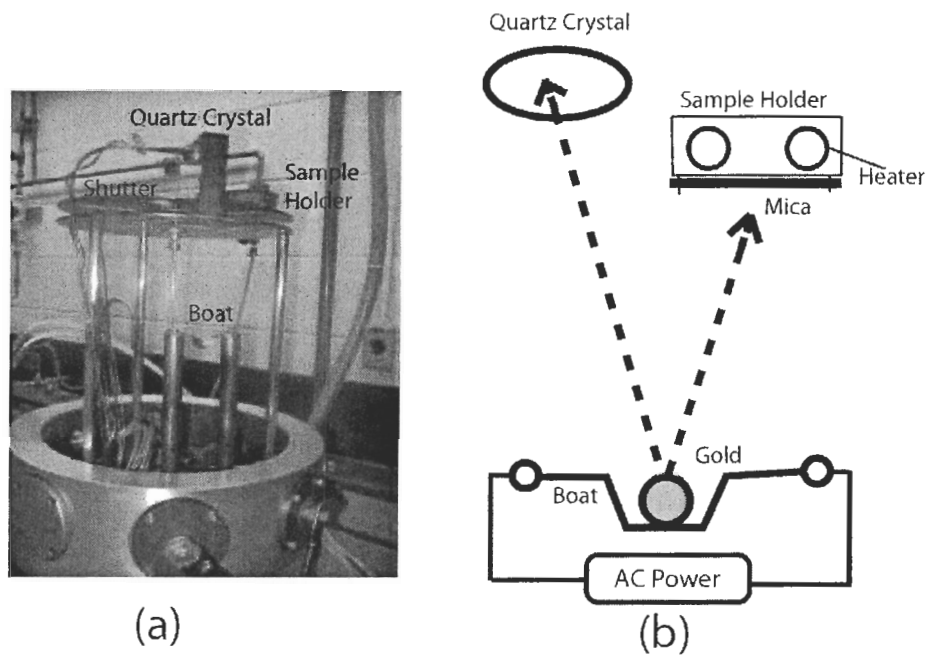 Quartz Crystal
Shutter
Sample
Holder
Boat
(a)
Quartz Crystal
Sample Holder
Heater
Mica
Gold
Boat
AC Power
(b)